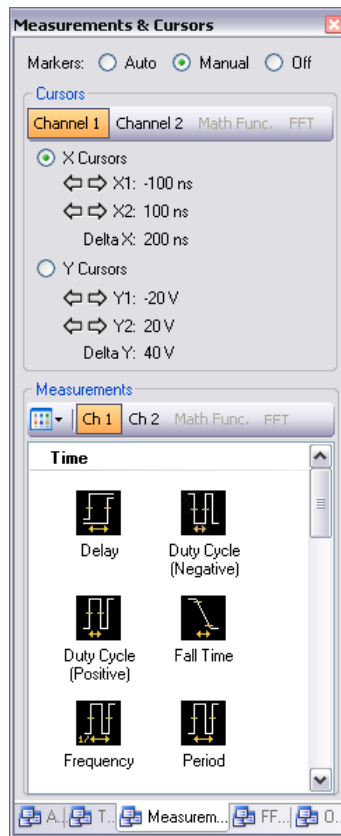 Measurements & Cursors
Markers: Auto Manual Off
Cursors
Channel 1 Channel 2 Math Func. FFT
X Cursors
X1: -100 ns
X2: 100 ns
Delta X: 200 ns
Y Cursors
Y1: -20 V
Y2: 20 V
Delta Y: 40 V
Measurements
Ch 1 Ch 2 Math Func. FFT
Time
Delay
Duty Cycle
(Negative)
Duty Cycle
(Positive)
Fall Time
1/
Frequency
Period
A.. T.. Measurem... FF... O..